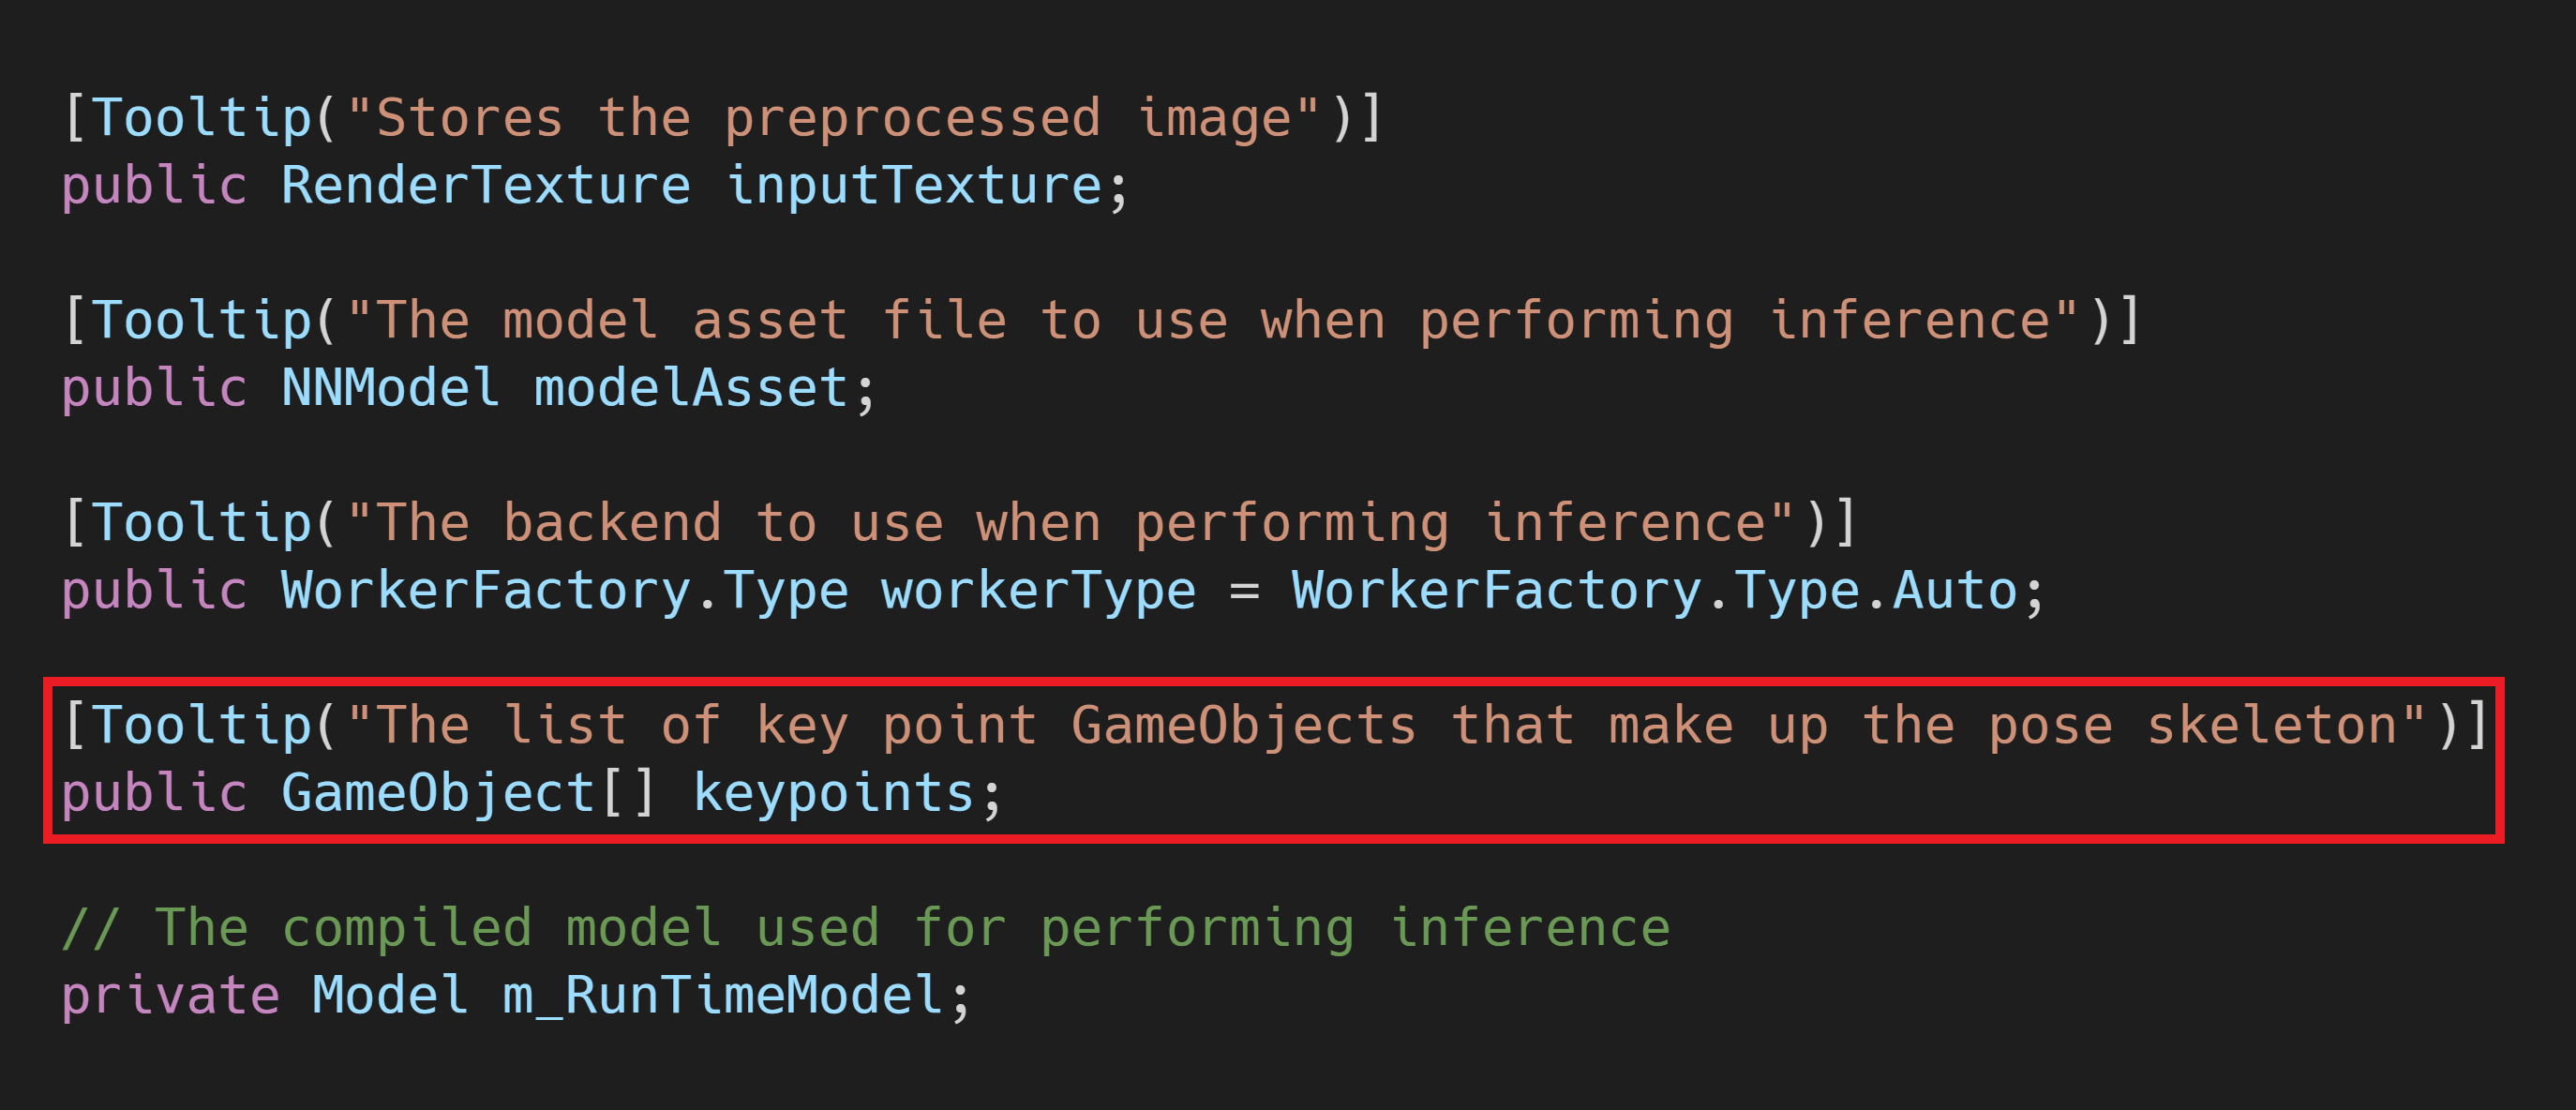 [Tooltip("Stores the preprocessed image")]
public RenderTexture inputTexture;
[Tooltip("The model asset file to use when performing inference")]
public NNModel modelAsset;
[Tooltip("The backend to use when performing inference")]
public WorkerFactory.Type workerType = WorkerFactory.Type.Auto;
[Tooltip("The list of key point GameObjects that make up the pose skeleton")]
public GameObject[] keypoints;
// The compiled model used for performing inference
private Model m_RunTimeModel;